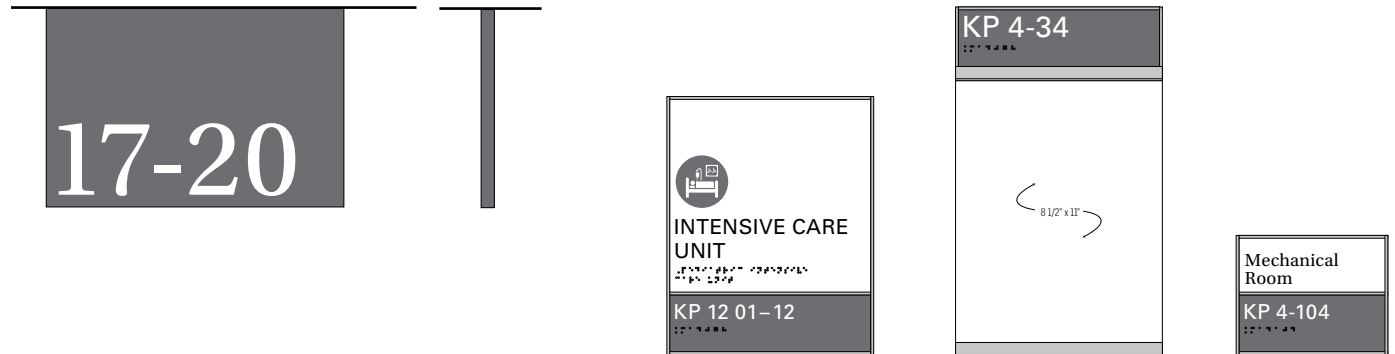 17-20
INTENSIVE CARE
UNIT
KP 12 01–12
KP 4-34
8 1/2" x 11"
Mechanical
Room
KP 4-104